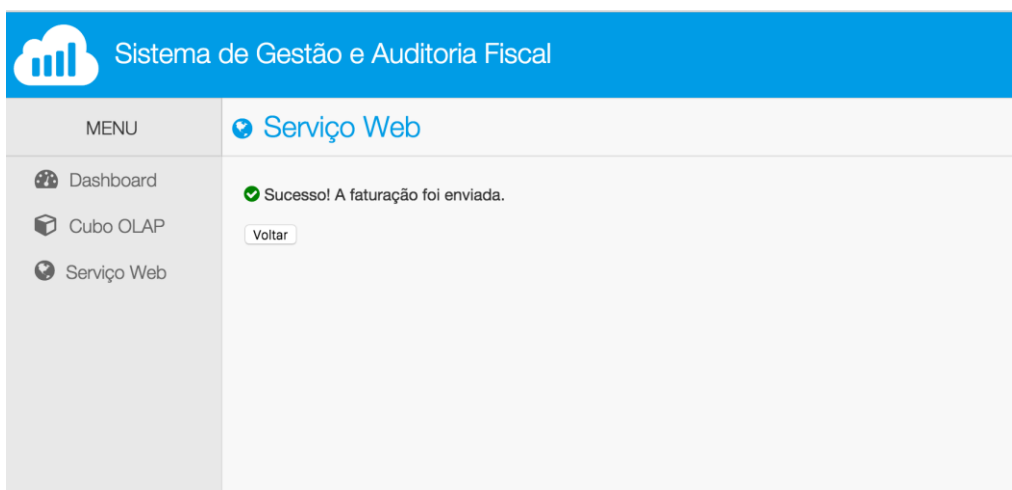 Sistema de Gestão e Auditoria Fiscal
MENU
Serviço Web
Dashboard
Cubo OLAP
Serviço Web
Sucesso! A faturação foi enviada.
Voltar